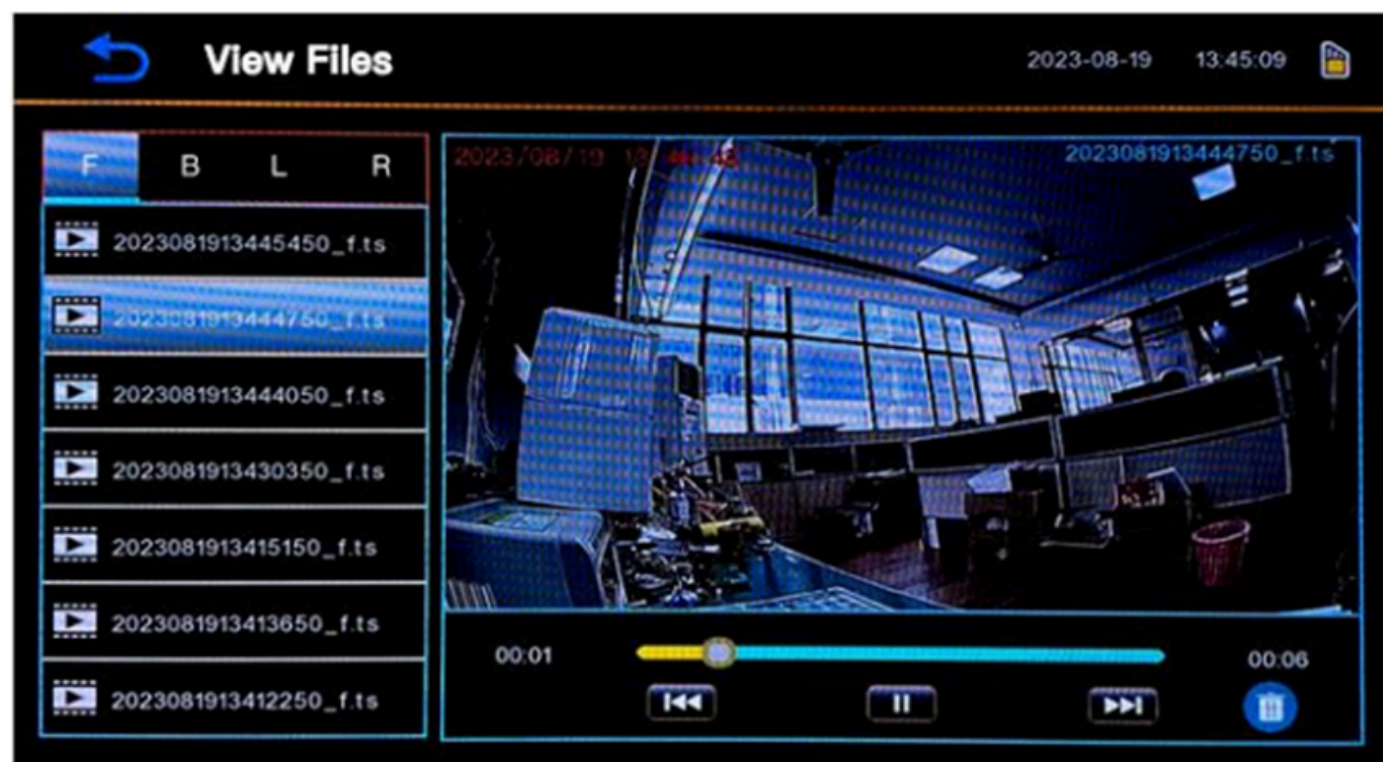 View Files
2023-08-19 13:45:09
F B L R
2023081913445450_f.ts
2023081913444750_f.ts
2023081913444050_f.ts
2023081913430350_f.ts
2023081913415150_f.ts
2023081913413650_f.ts
2023081913412250_f.ts
2023/08/19
2023081913444750_f.ts
00:01
00:06